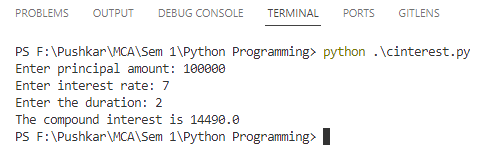 PROBLEMS OUTPUT DEBUG CONSOLE TERMINAL PORTS GITLENS
PS F:\Pushkar\MCA\Sem 1\Python Programming> python .\cinterest.py
Enter principal amount: 100000
Enter interest rate: 7
Enter the duration: 2
The compound interest is 14490.0
PS F:\Pushkar\MCA\Sem 1\Python Programming>